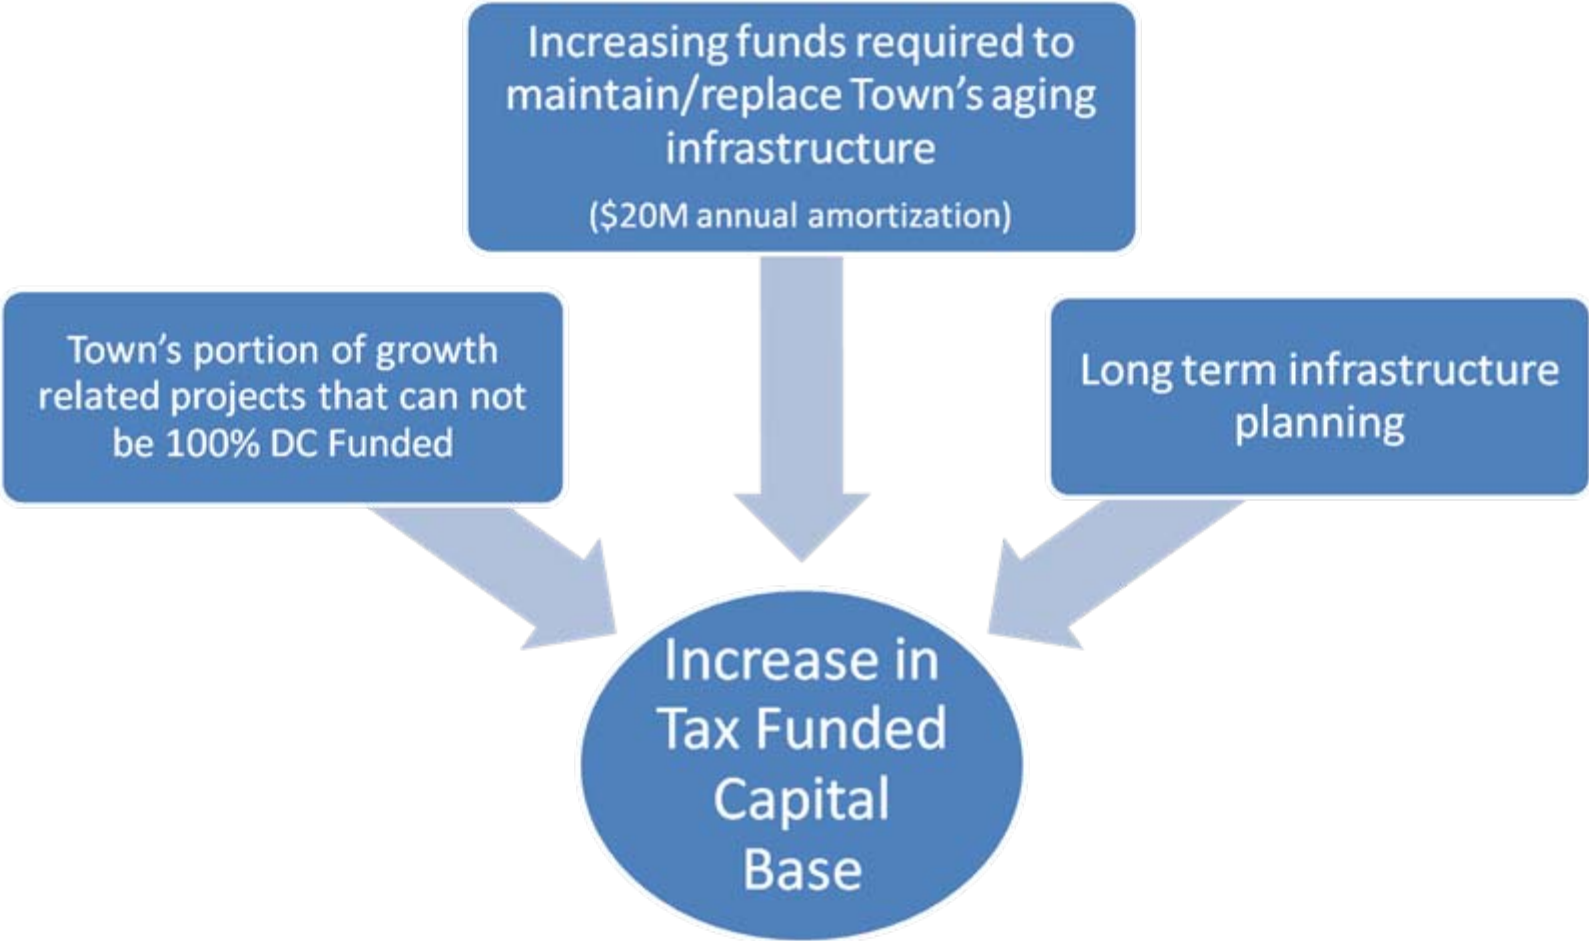 Increasing funds required to
maintain/replace Town's aging
infrastructure
($20M annual amortization)
Town's portion of growth
related projects that can not
be 100% DC Funded
Long term infrastructure
planning
Increase in
Tax Funded
Capital
Base